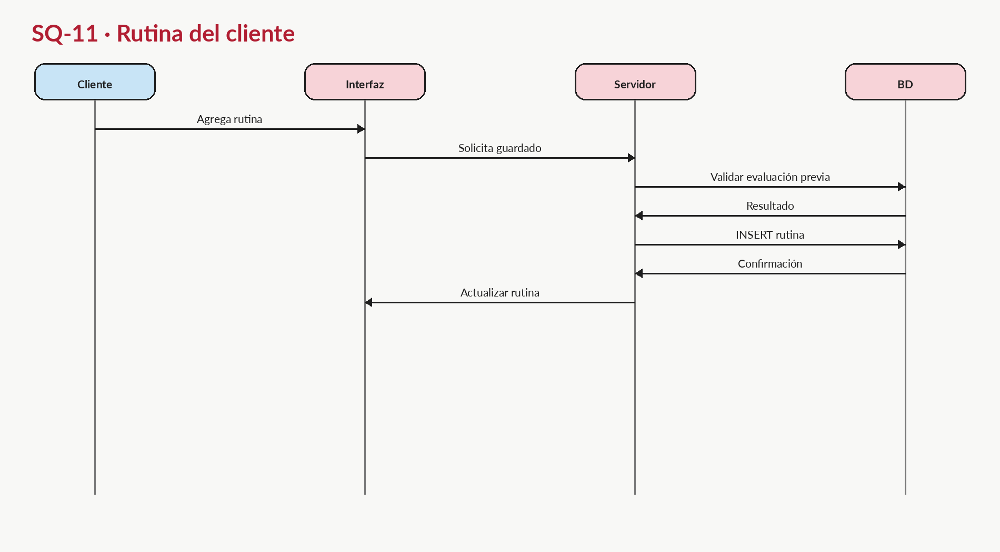 SQ-11 · Rutina del cliente
Cliente
Interfaz
Servidor
BD
Agrega rutina
Solicita guardado
Validar evaluación previa
Resultado
INSERT rutina
Confirmación
Actualizar rutina